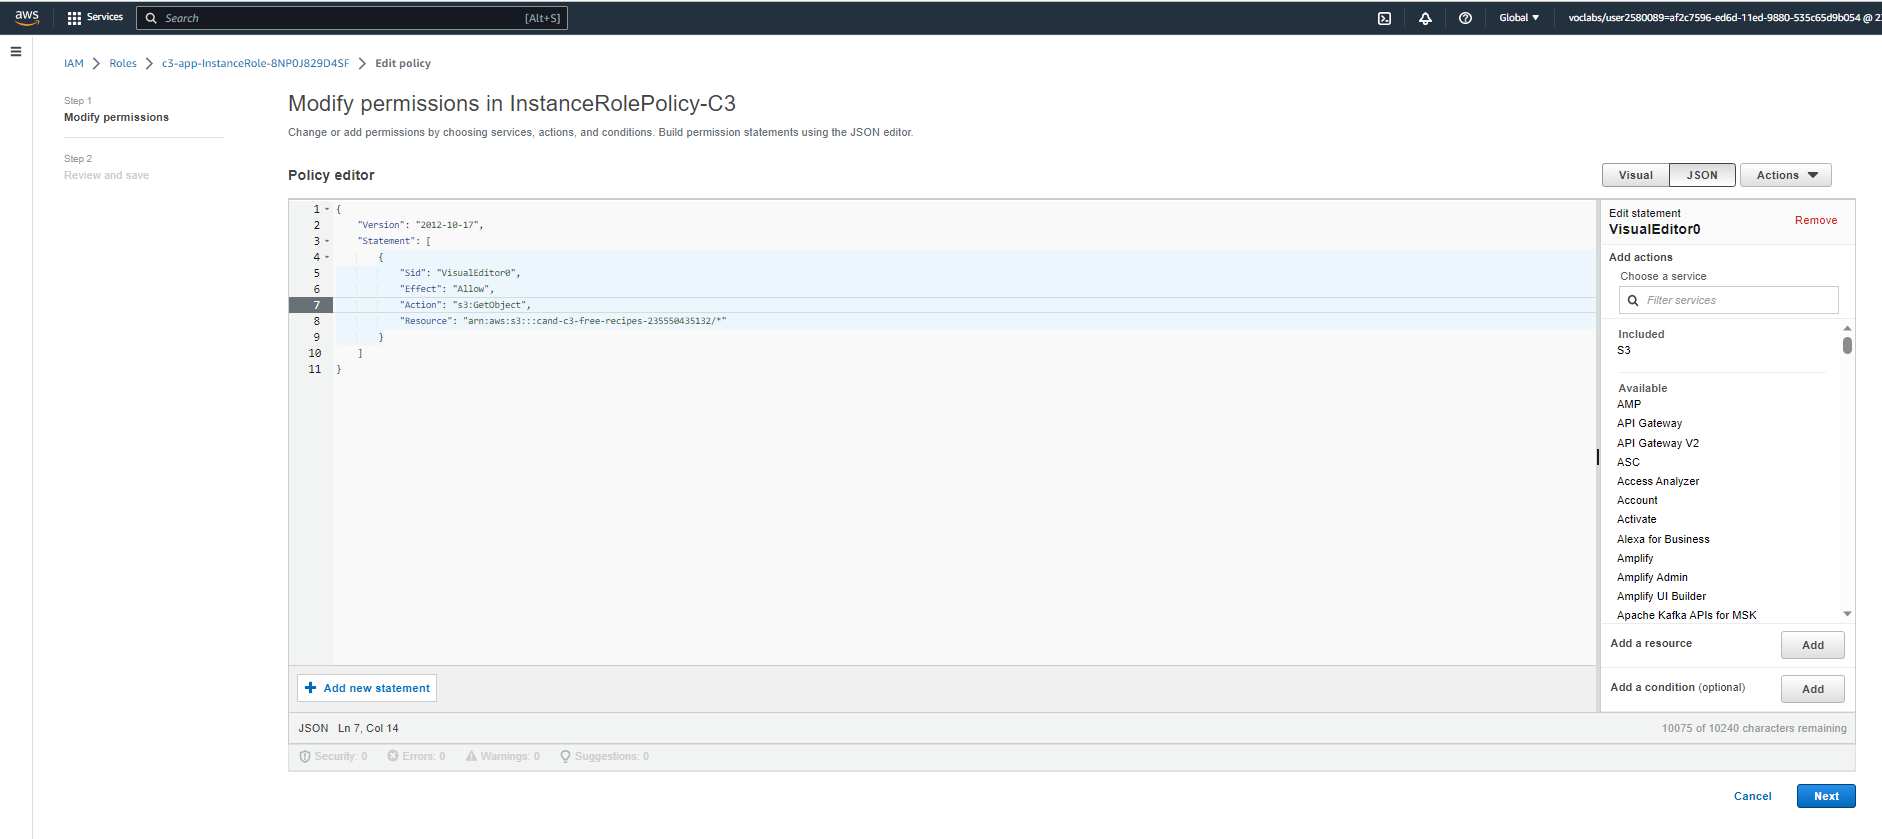 aws
Services
Search
[Alt+S]
Global
voclabs/user2580089=af2c7596-ed6d-11ed-9880-535c65d9b054 @ 2
IAM > Roles > c3-app-InstanceRole-8NP0J829D4SF > Edit policy
Step 1
Modify permissions
Step 2
Review and save
Modify permissions in InstanceRolePolicy-C3
Change or add permissions by choosing services, actions, and conditions. Build permission statements using the JSON editor.
Policy editor
Visual
JSON
Actions
1 {
2 "Version": "2012-10-17",
3 "Statement": [
4 {
5 "Sid": "VisualEditor0",
6 "Effect": "Allow",
7 "Action": "s3:GetObject",
8 "Resource": "arn:aws:s3:::cand-c3-free-recipes-235550435132/*"
9 }
10 ]
11 }
Add new statement
JSON Ln 7, Col 14
10075 of 10240 characters remaining
Security: 0 Errors: 0 Warnings: 0 Suggestions: 0
Edit statement
VisualEditor0
Remove
Add actions
Choose a service
Filter services
Included
S3
Available
AMP
API Gateway
API Gateway V2
ASC
Access Analyzer
Account
Activate
Alexa for Business
Amplify
Amplify Admin
Amplify UI Builder
Apache Kafka APIs for MSK
Add a resource
Add
Add a condition (optional)
Add
Cancel
Next